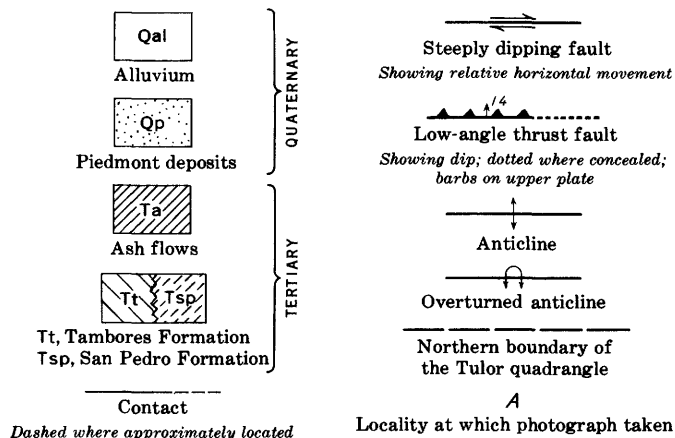 Qal
Alluvium
Qp
Piedmont deposits
QUATERNARY
Ta
Ash flows
Tt Tsp
Tt, Tambores Formation
Tsp, San Pedro Formation
TERTIARY
Contact
Dashed where approximately located
Steeply dipping fault
Showing relative horizontal movement
14
Low-angle thrust fault
Showing dip; dotted where concealed;
barbs on upper plate
Anticline
Overturned anticline
Northern boundary of
the Tulor quadrangle
A
Locality at which photograph taken